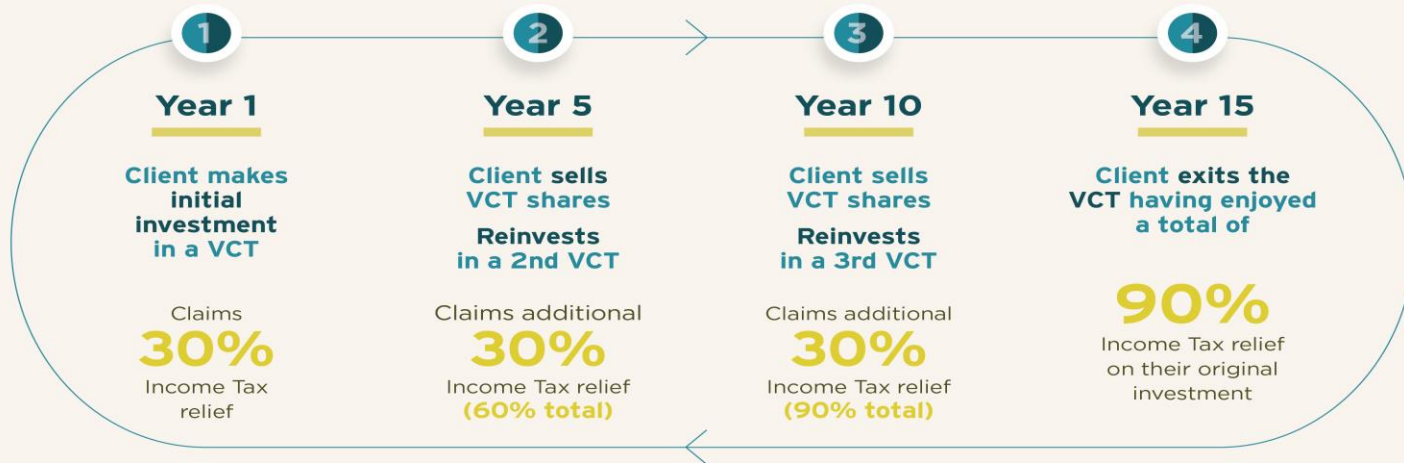 1
Year 1
Client makes
initial
investment
in a VCT
Claims
30%
Income Tax
relief
2
Year 5
Client sells
VCT shares
Reinvests
in a 2nd VCT
Claims additional
30%
Income Tax relief
(60% total)
3
Year 10
Client sells
VCT shares
Reinvests
in a 3rd VCT
Claims additional
30%
Income Tax relief
(90% total)
4
Year 15
Client exits the
VCT having enjoyed
a total of
90%
Income Tax relief
on their original
investment